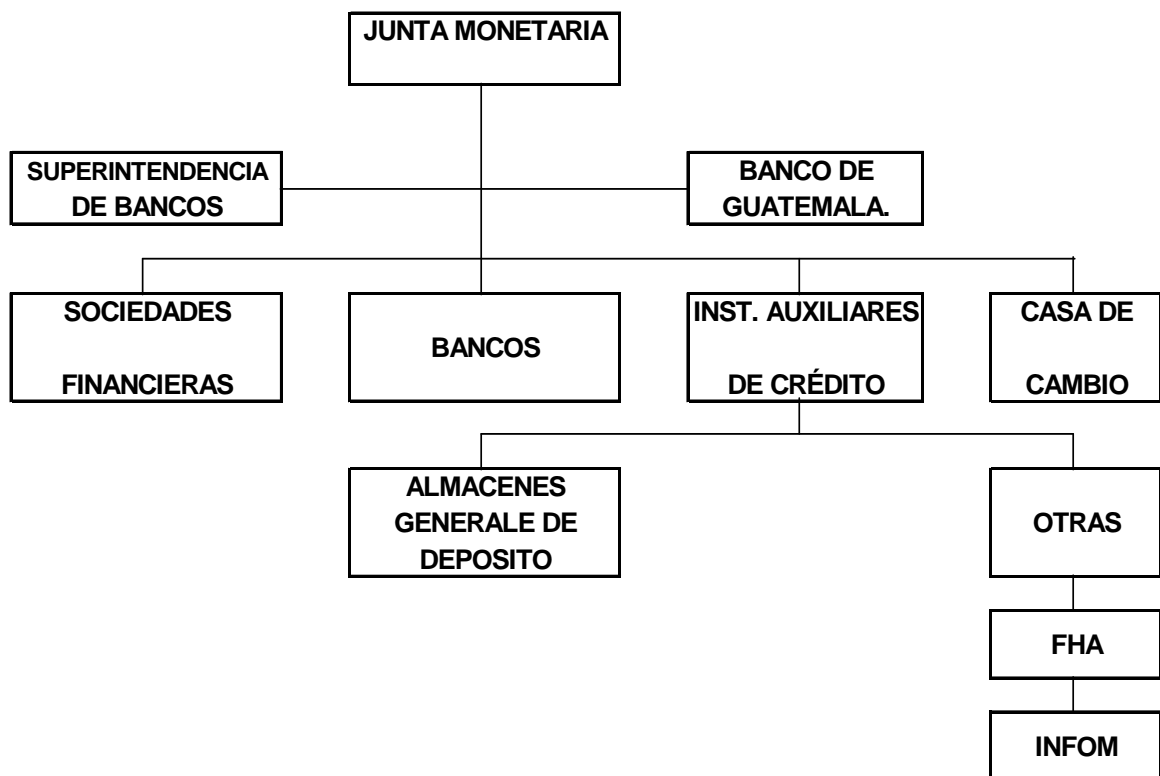 JUNTA MONETARIA
SUPERINTENDENCIA
DE BANCOS
BANCO DE
GUATEMALA.
SOCIEDADES
FINANCIERAS
BANCOS
INST. AUXILIARES
DE CRÉDITO
CASA DE
CAMBIO
ALMACENES
GENERALE DE
DEPOSITO
OTRAS
FHA
INFOM